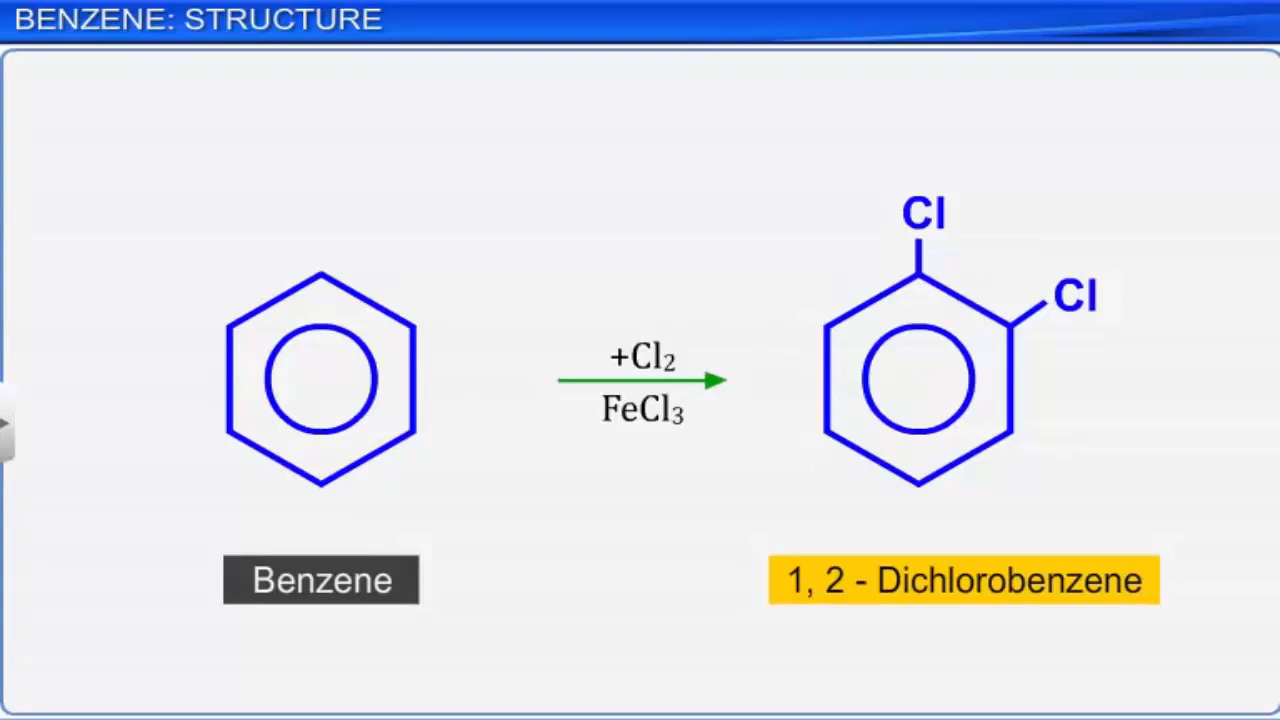 BENZENE: STRUCTURE
Cl
Cl
+Cl₂
FeCl₃
Benzene
1, 2 - Dichlorobenzene